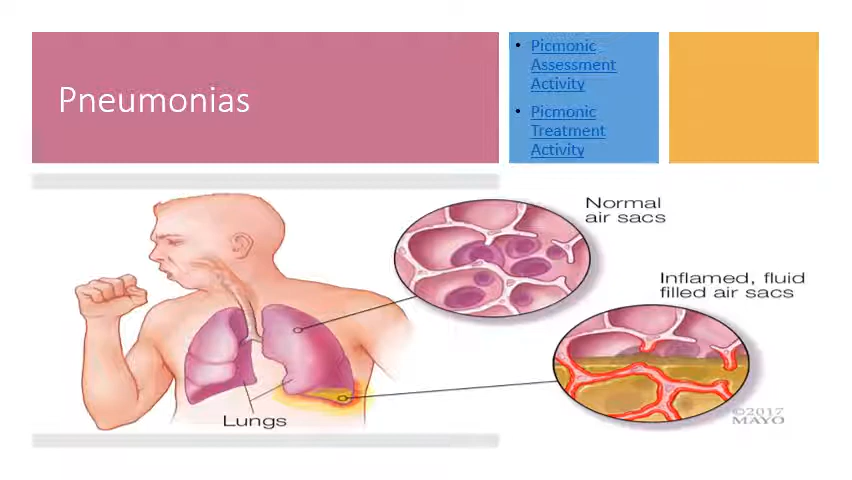 Pneumonias
• Picmonic
Assessment
Activity
• Picmonic
Treatment
Activity
Normal
air sacs
Inflamed, fluid
filled air sacs
Lungs
©2017
MAYO